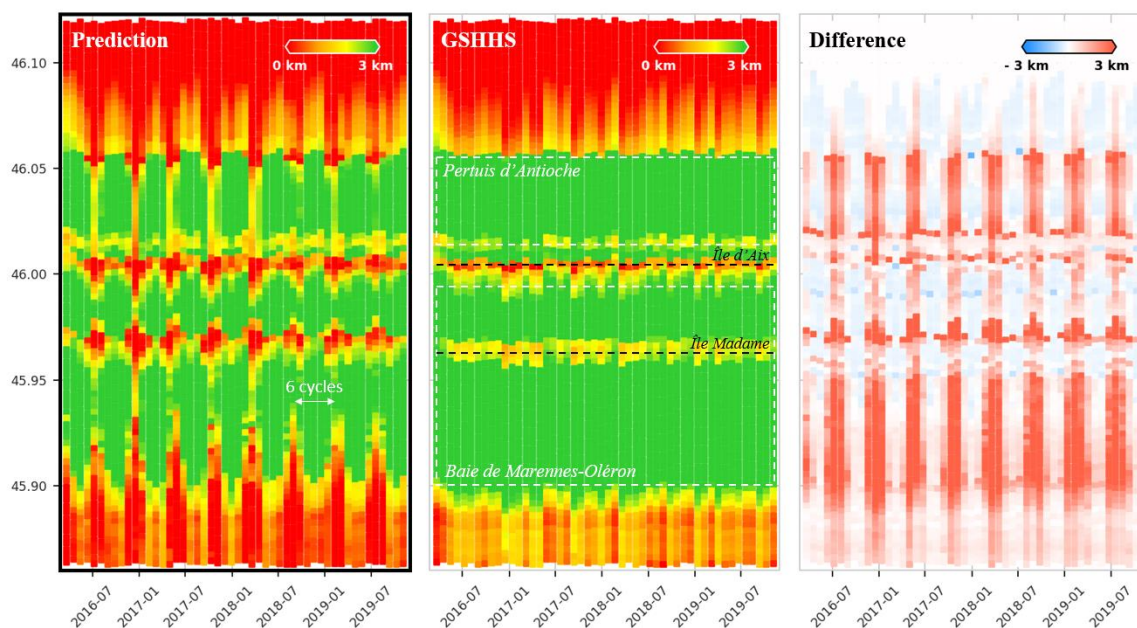 Prediction
0 km 3 km
GSHHS
0 km 3 km
Difference
- 3 km 3 km
46.10
46.05
46.00
45.95
45.90
Pertuis d'Antioche
Île d'Aix
Île Madame
6 cycles
Baie de Marennes-Oléron
2016-07 2017-01 2017-07 2018-01 2018-07 2019-01 2019-07
2016-07 2017-01 2017-07 2018-01 2018-07 2019-01 2019-07
2016-07 2017-01 2017-07 2018-01 2018-07 2019-01 2019-07